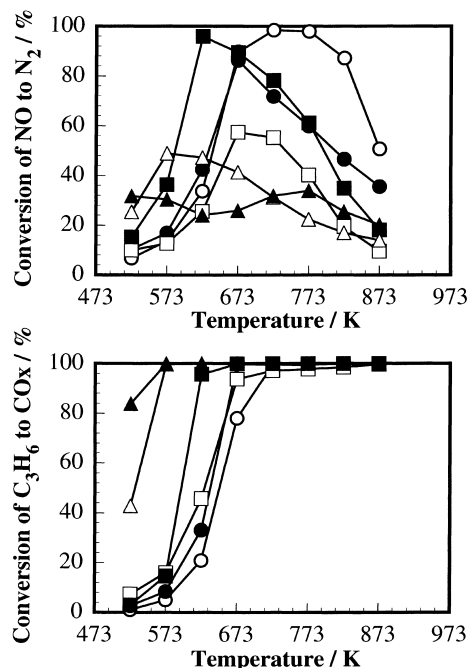 Conversion of NO to N2 / %
100
80
60
40
20
0
473 573 673 773 873 973
Temperature / K
Conversion of C3H6 to COx / %
100
80
60
40
20
0
473 573 673 773 873 973
Temperature / K